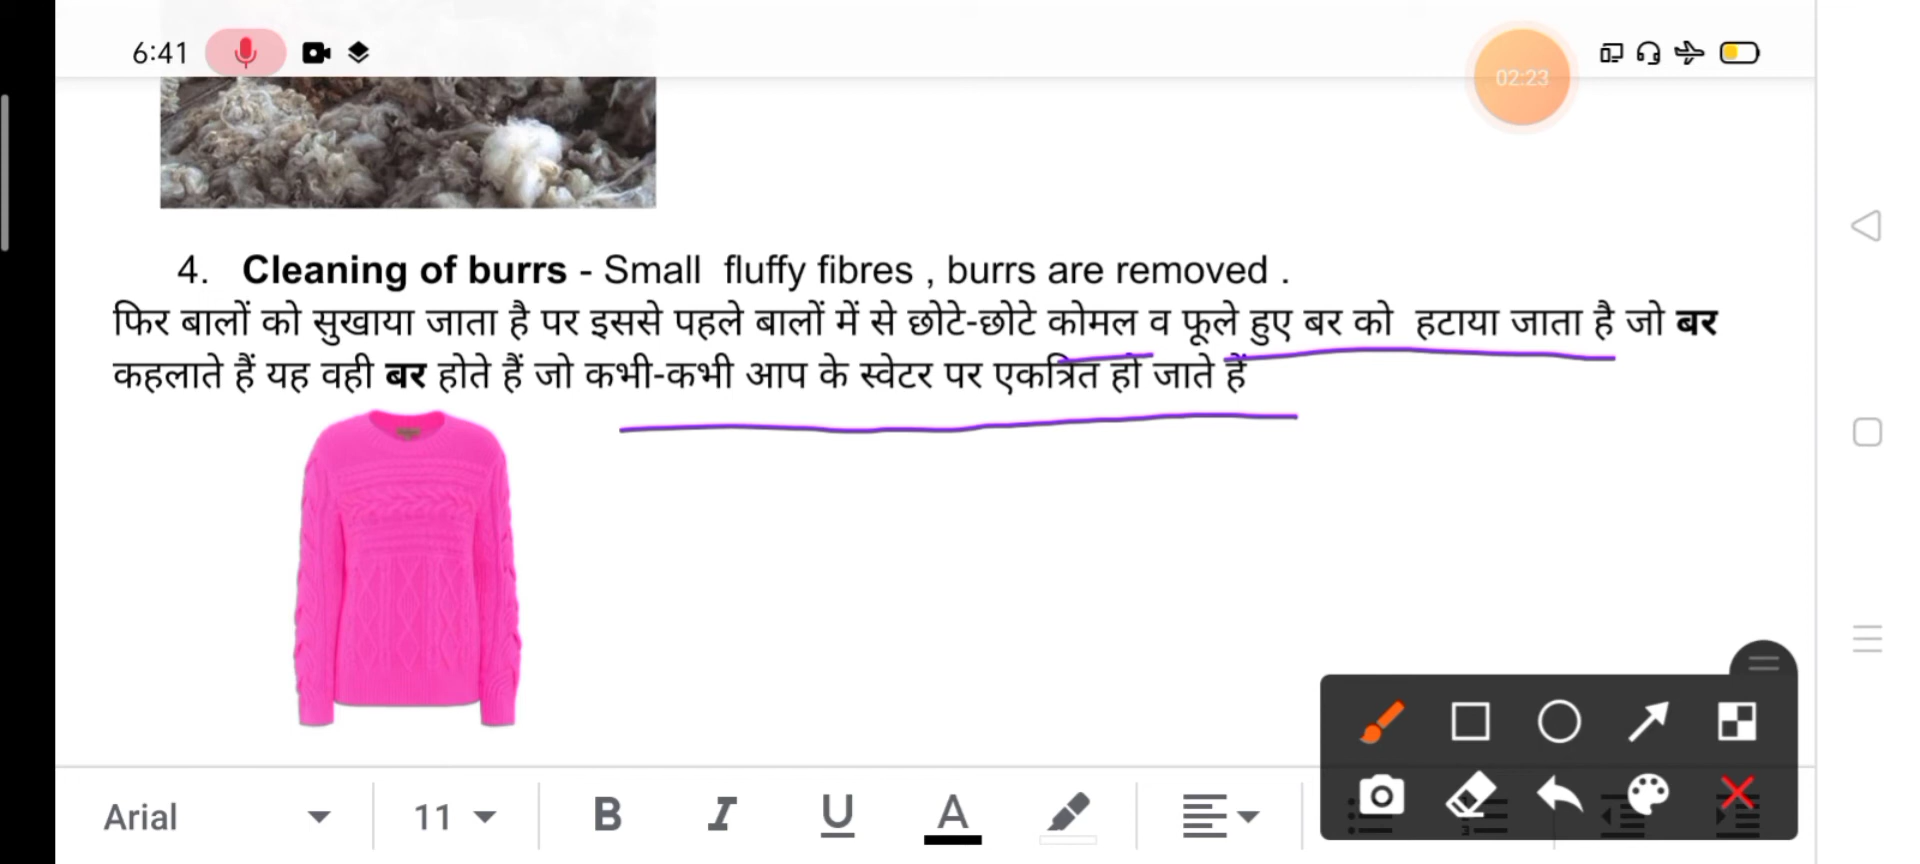 6:41
02:23
4. Cleaning of burrs - Small fluffy fibres , burrs are removed .
फिर बालों को सुखाया जाता है पर इससे पहले बालों में से छोटे-छोटे कोमल व फूले हुए बर को हटाया जाता है जो बर
कहलाते हैं यह वही बर होते हैं जो कभी-कभी आप के स्वेटर पर एकत्रित हो जाते हैं
Arial 11 B I U A